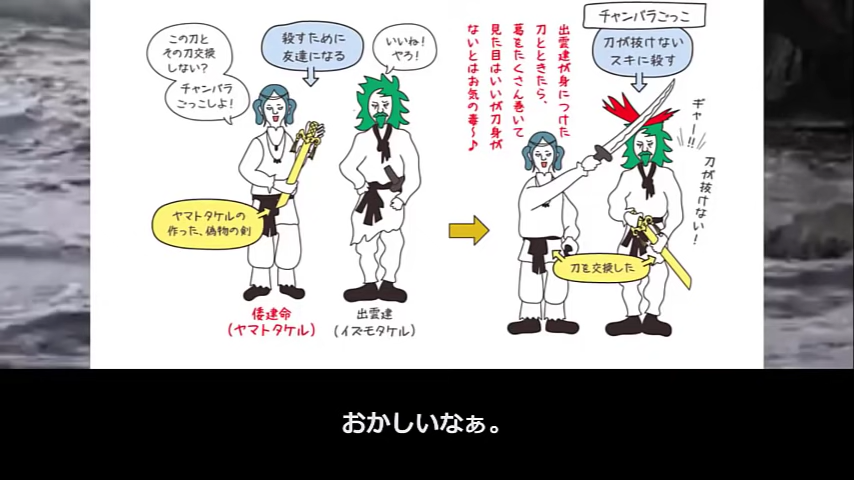 この刀と
その刀交換
しない?
チャンバラ
ごっこしよ!
殺すために
友達になる
いいね!
やろ!
ヤマトタケルの
作った、偽物の剣
倭建命
(ヤマトタケル)
出雲建
(イズモタケル)
出雲建が身につけた
刀とときたら、
葛をたくさん巻いて
見た目はいいが刀身が
ないとはお気の毒〜♪
チャンバラごっこ
刀が抜けない
スキに殺す
ギャー!!
刀が抜けない!
刀を交換した
おかしいなぁ。